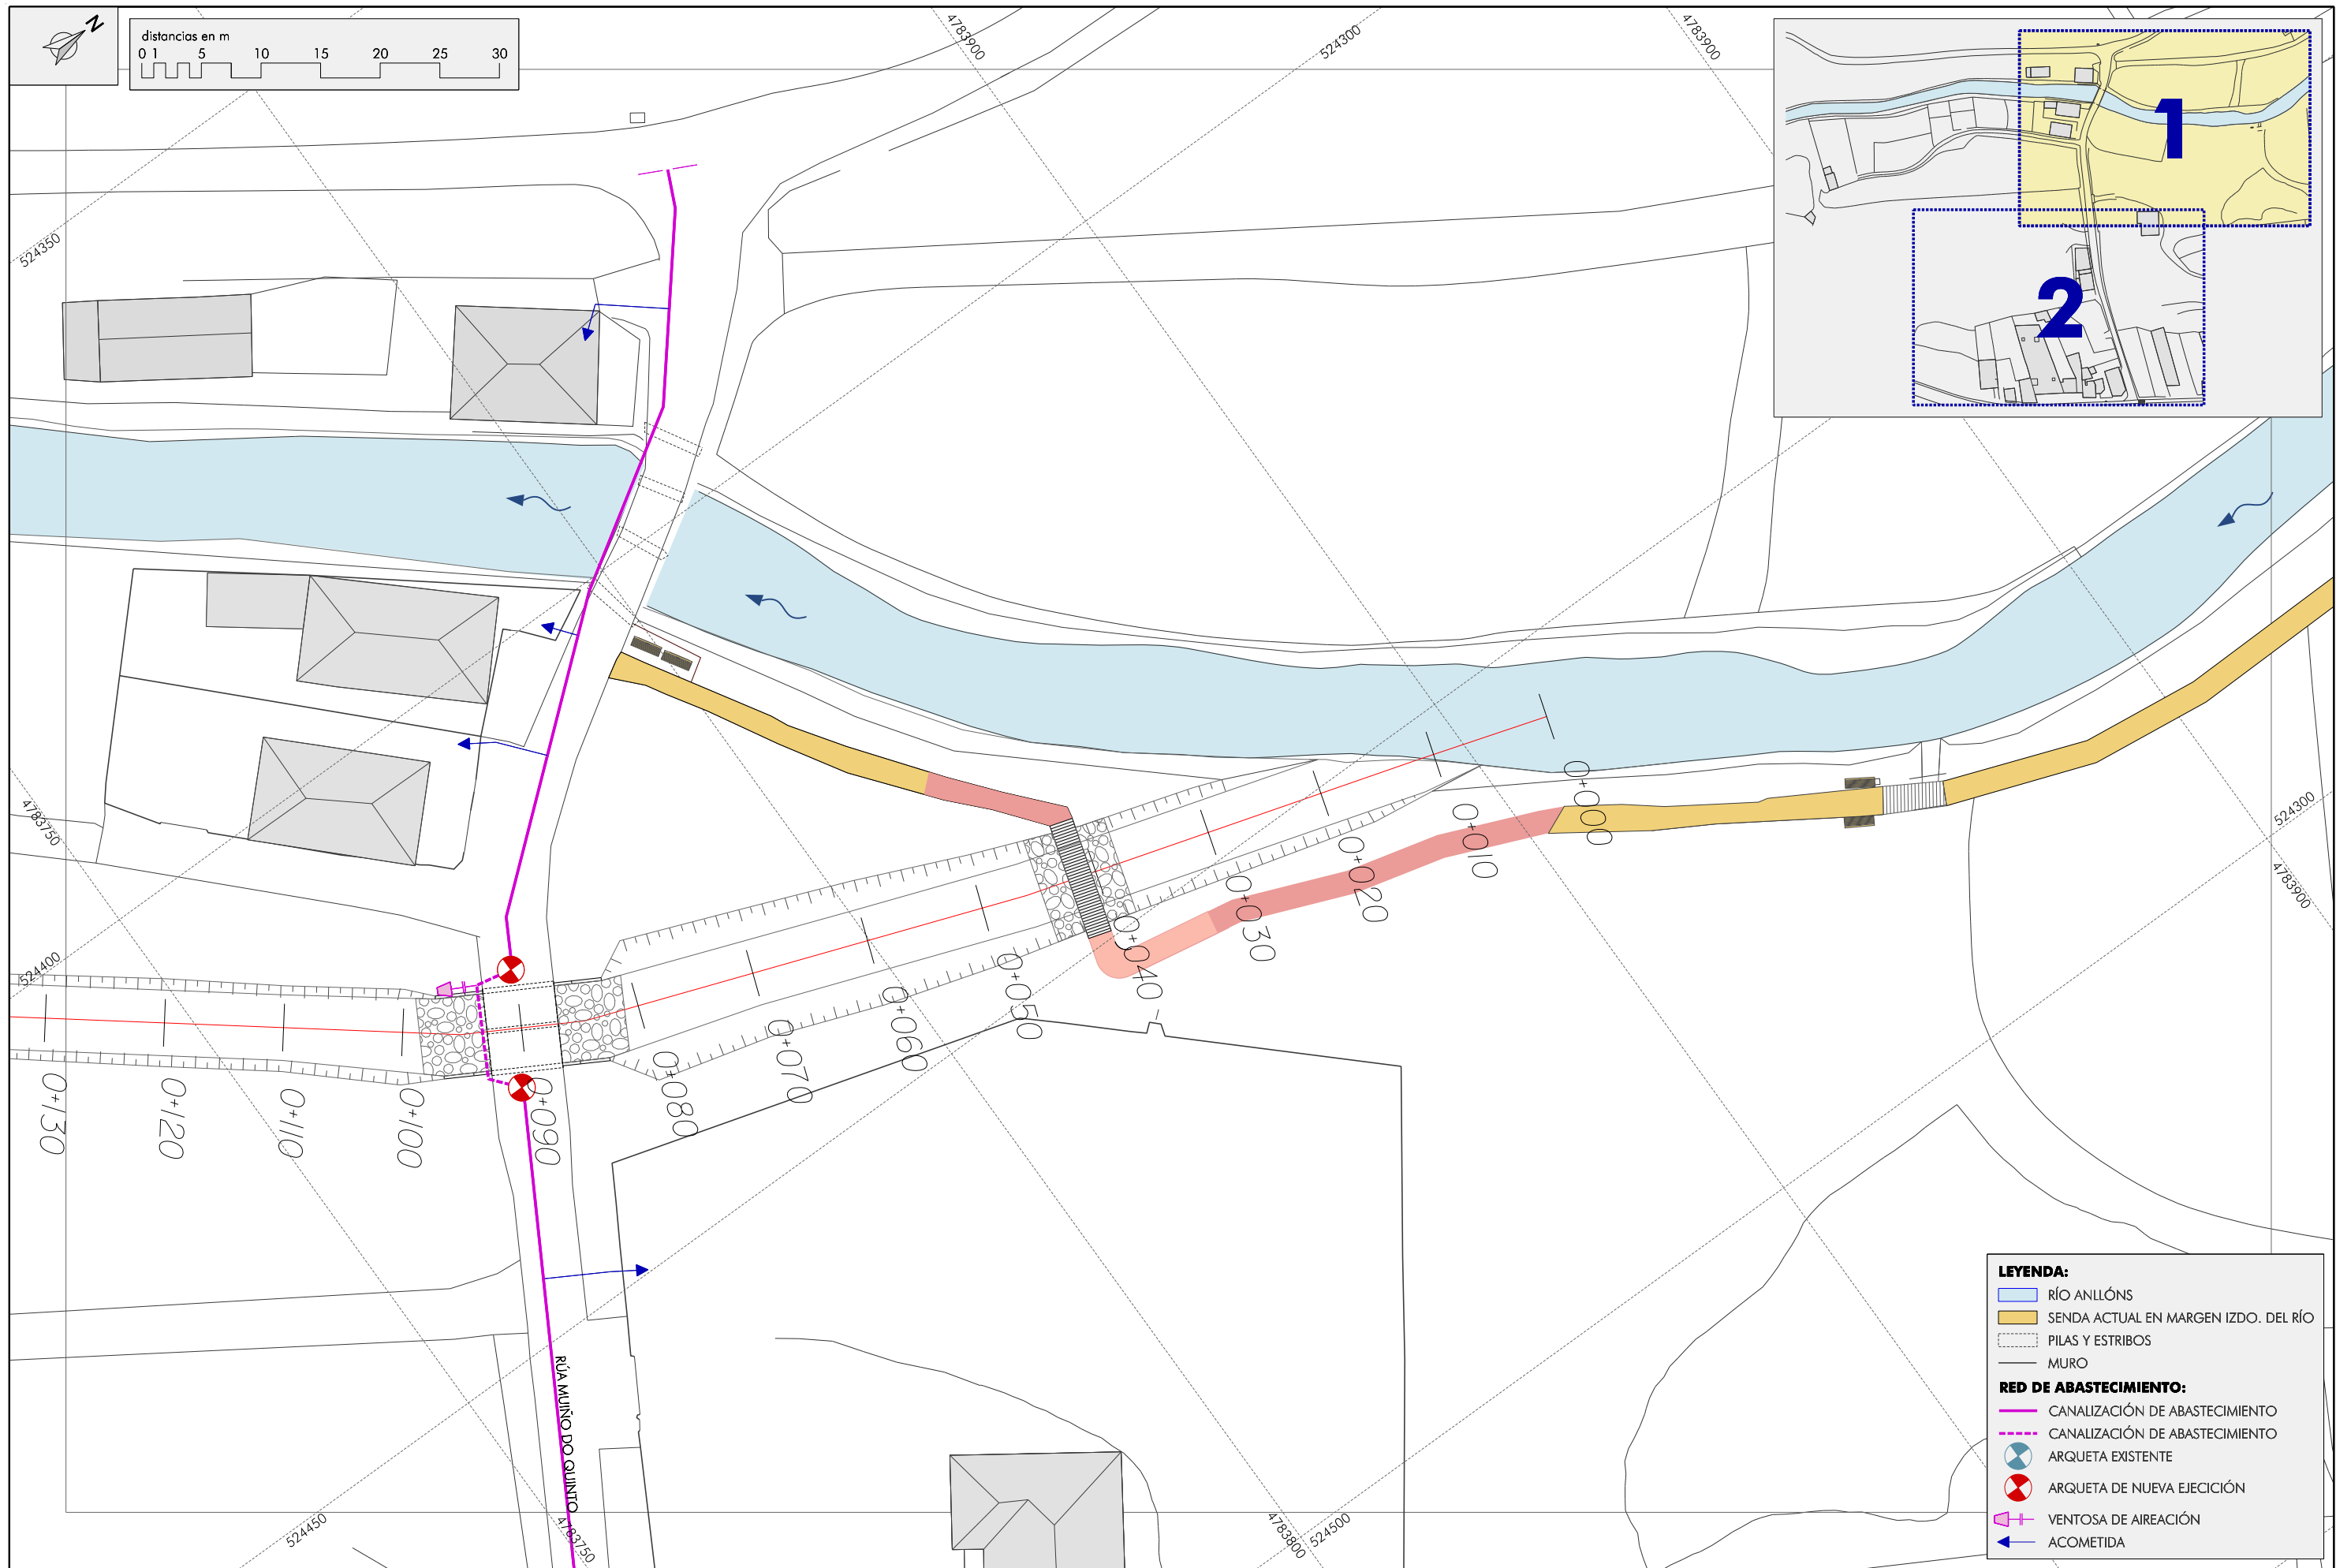 N
distancias en m
0 1 5 10 15 20 25 30
4783900
524300
4783900
1
2
524350
524300
4783900
4783750
524400
0+000
0+010
0+020
0+030
0+040
0+050
0+060
0+070
0+080
0+090
0+100
0+110
0+120
0+130
RÚA MUIÑO DO QUINTO
524450
4783750
4783800
524500
LEYENDA:
RÍO ANLLÓNS
SENDA ACTUAL EN MARGEN IZDO. DEL RÍO
PILAS Y ESTRIBOS
MURO
RED DE ABASTECIMIENTO:
CANALIZACIÓN DE ABASTECIMIENTO
CANALIZACIÓN DE ABASTECIMIENTO
ARQUETA EXISTENTE
ARQUETA DE NUEVA EJECICIÓN
VENTOSA DE AIREACIÓN
ACOMETIDA